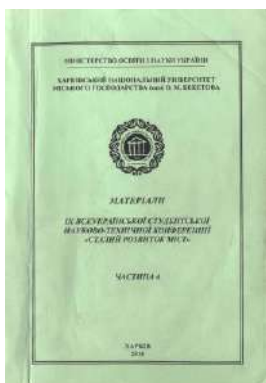 МІНІСТЕРСТВО ОСВІТИ І НАУКИ УКРАЇНИ
ХАРКІВСЬКИЙ НАЦІОНАЛЬНИЙ УНІВЕРСИТЕТ
МІСЬКОГО ГОСПОДАРСТВА імені О. М. БЕКЕТОВА
МАТЕРІАЛИ
ІХ ВСЕУКРАЇНСЬКОЇ СТУДЕНТСЬКОЇ
НАУКОВО-ТЕХНІЧНОЇ КОНФЕРЕНЦІЇ
«СТАЛИЙ РОЗВИТОК МІСТ»
ЧАСТИНА
ХАРКІВ